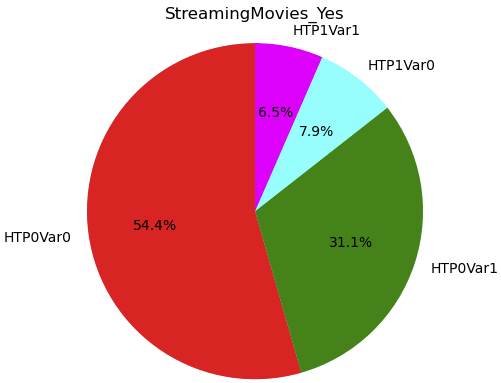 StreamingMovies_Yes
HTP1Var1
HTP1Var0
6.5%
7.9%
HTP0Var0
54.4%
31.1%
HTP0Var1